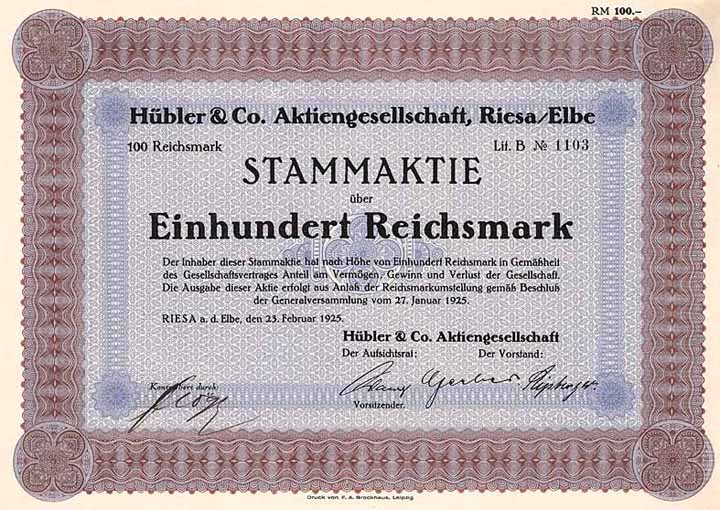 RM 100.-
Hübler & Co. Aktiengesellschaft, Riesa/Elbe
100 Reichsmark Lit. B № 1103
STAMMAKTIE
über
Einhundert Reichsmark
Der Inhaber dieser Stammaktie hat nach Höhe von Einhundert Reichsmark in Gemäßheit
des Gesellschaftsvertrages Anteil am Vermögen, Gewinn und Verlust der Gesellschaft.
Die Ausgabe dieser Aktie erfolgt aus Anlaß der Reichsmarkumstellung gemäß Beschluß
der Generalversammlung vom 27. Januar 1925.
RIESA a. d. Elbe, den 23. Februar 1925.
Hübler & Co. Aktiengesellschaft
Der Aufsichtsrat: Der Vorstand:
Kontrolliert durch:
Vorsitzender.
Druck von F. A. Brockhaus, Leipzig